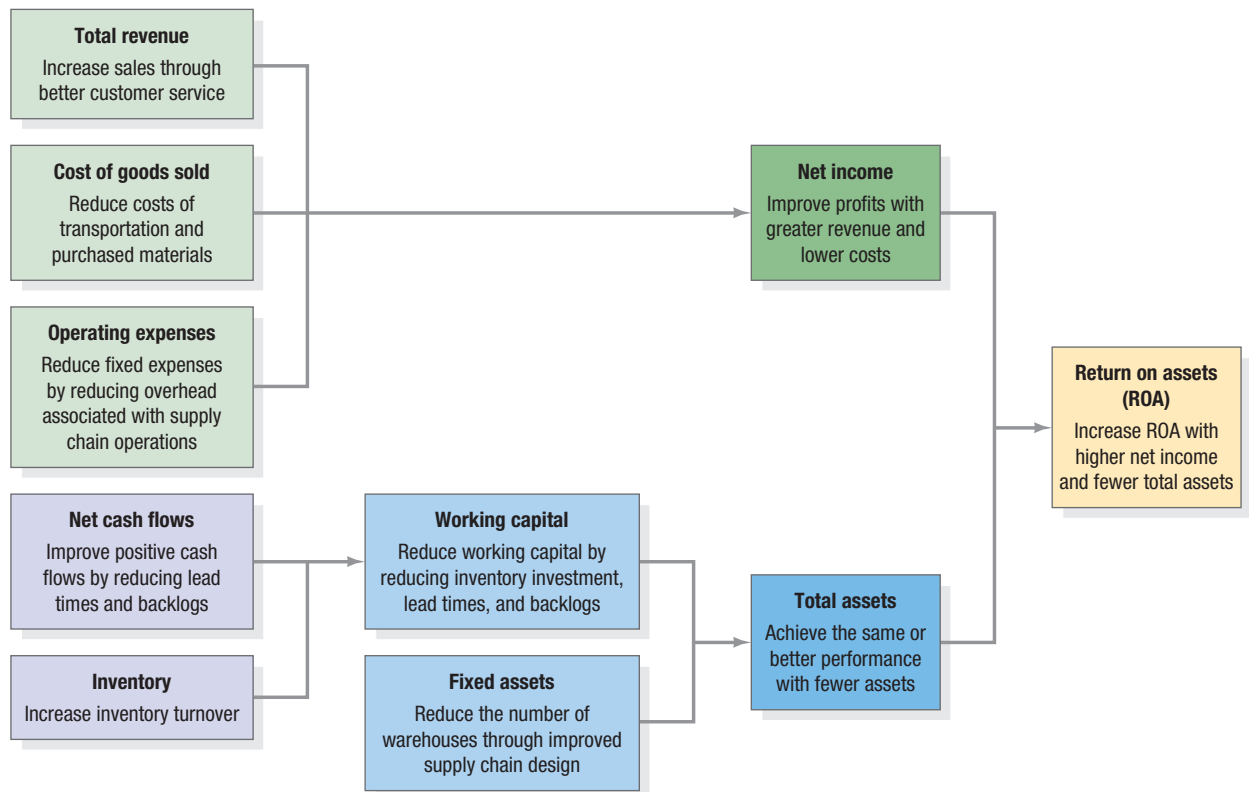 Total revenue
Increase sales through
better customer service
Cost of goods sold
Reduce costs of
transportation and
purchased materials
Operating expenses
Reduce fixed expenses
by reducing overhead
associated with supply
chain operations
Net cash flows
Improve positive cash
flows by reducing lead
times and backlogs
Inventory
Increase inventory turnover
Working capital
Reduce working capital by
reducing inventory investment,
lead times, and backlogs
Fixed assets
Reduce the number of
warehouses through improved
supply chain design
Net income
Improve profits with
greater revenue and
lower costs
Total assets
Achieve the same or
better performance
with fewer assets
Return on assets
(ROA)
Increase ROA with
higher net income
and fewer total assets